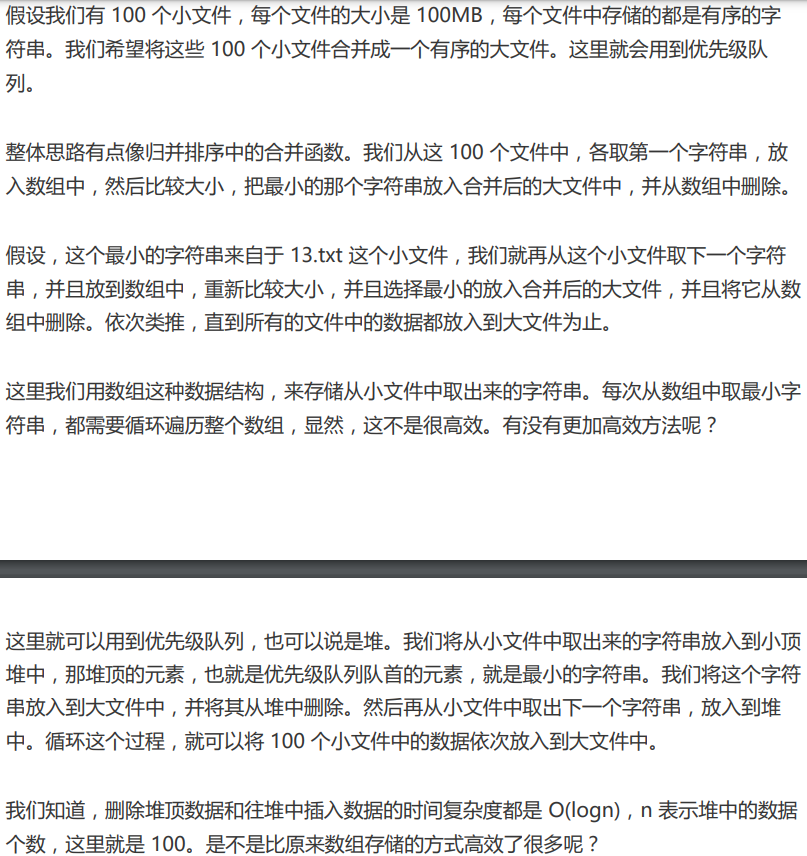 假设我们有 100 个小文件，每个文件的大小是 100MB，每个文件中存储的都是有序的字
符串。我们希望将这些 100 个小文件合并成一个有序的大文件。这里就会用到优先级队
列。
整体思路有点像归并排序中的合并函数。我们从这 100 个文件中，各取第一个字符串，放
入数组中，然后比较大小，把最小的那个字符串放入合并后的大文件中，并从数组中删除。
假设，这个最小的字符串来自于 13.txt 这个小文件，我们就再从这个小文件取下一个字符
串，并且放到数组中，重新比较大小，并且选择最小的放入合并后的大文件，并且将它从数
组中删除。依次类推，直到所有的文件中的数据都放入到大文件为止。
这里我们用数组这种数据结构，来存储从小文件中取出来的字符串。每次从数组中取最小字
符串，都需要循环遍历整个数组，显然，这不是很高效。有没有更加高效方法呢？
这里就可以用到优先级队列，也可以说是堆。我们将从小文件中取出来的字符串放入到小顶
堆中，那堆顶的元素，也就是优先级队列队首的元素，就是最小的字符串。我们将这个字符
串放入到大文件中，并将其从堆中删除。然后再从小文件中取出下一个字符串，放入到堆
中。循环这个过程，就可以将 100 个小文件中的数据依次放入到大文件中。
我们知道，删除堆顶数据和往堆中插入数据的时间复杂度都是 O(logn)，n 表示堆中的数据
个数，这里就是 100。是不是比原来数组存储的方式高效了很多呢？